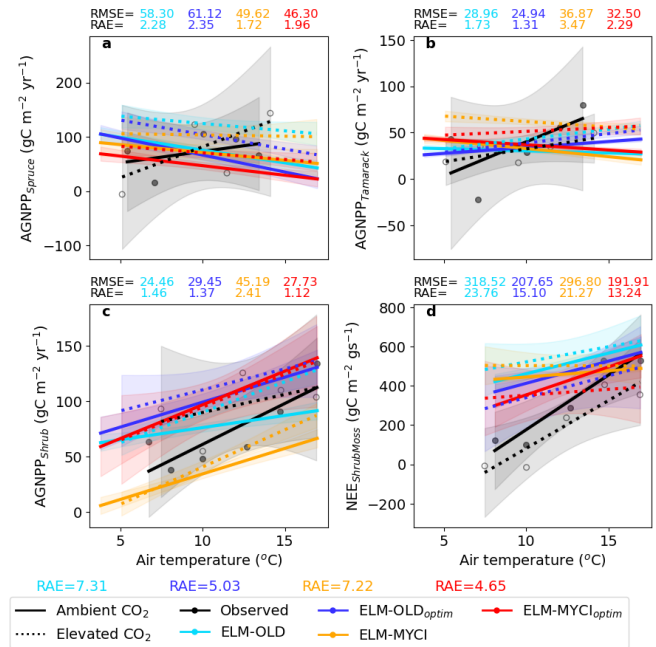 RMSE= 58.30 61.12 49.62 46.30
RAE= 2.28 2.35 1.72 1.96
RMSE= 28.96 24.94 36.87 32.50
RAE= 1.73 1.31 3.47 2.29
a
200
100
0
−100
AGNPP_Spruce (gC m⁻² yr⁻¹)
b
150
100
50
0
−50
AGNPP_Tamarack (gC m⁻² yr⁻¹)
RMSE= 24.46 29.45 45.19 27.73
RAE= 1.46 1.37 2.41 1.12
RMSE= 318.52 207.65 296.80 191.91
RAE= 23.76 15.10 21.27 13.24
c
150
100
50
0
AGNPP_Shrub (gC m⁻² yr⁻¹)
5 10 15
Air temperature (°C)
d
800
600
400
200
0
−200
NEE_ShrubMoss (gC m⁻² gs⁻¹)
5 10 15
Air temperature (°C)
RAE=7.31 RAE=5.03 RAE=7.22 RAE=4.65
Ambient CO₂ Observed ELM-OLD_optim ELM-MYCI_optim
Elevated CO₂ ELM-OLD ELM-MYCI